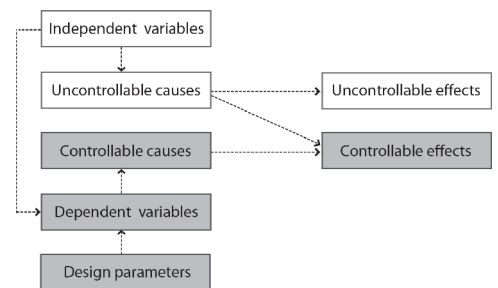 Independent variables
Uncontrollable causes
Uncontrollable effects
Controllable causes
Controllable effects
Dependent variables
Design parameters